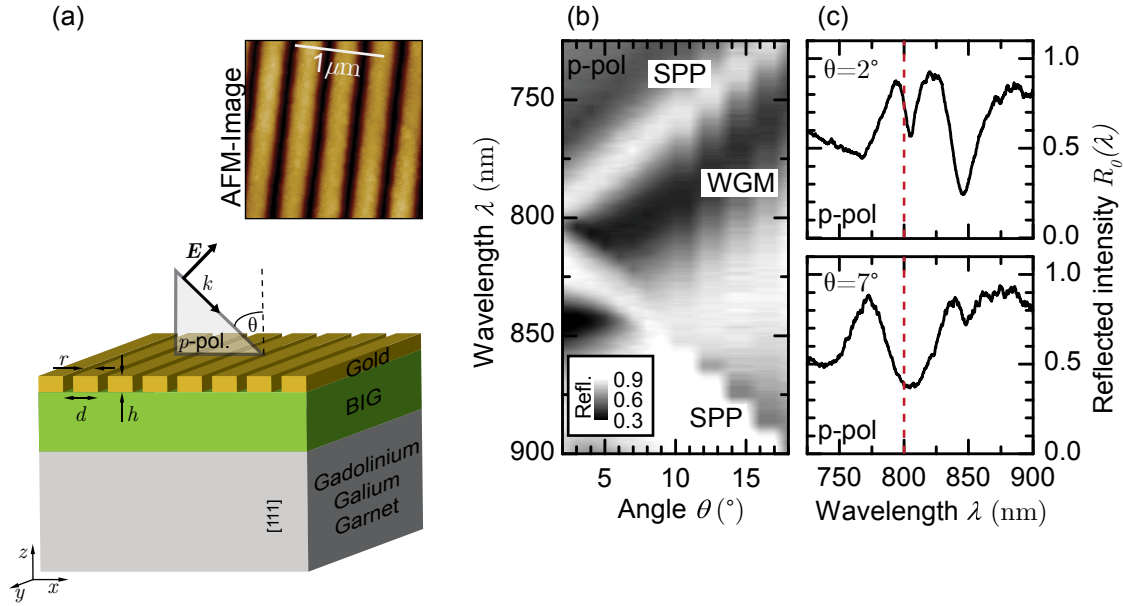 (a)
AFM-Image
1μm
E
k
θ
p-pol.
r
d
h
Gold
BIG
Gadolinium
Galium
Garnet
[111]
z
y
x
(b)
p-pol
SPP
WGM
SPP
Refl.
0.9
0.6
0.3
Wavelength λ (nm)
750
800
850
900
5 10 15
Angle θ (°)
(c)
θ=2°
p-pol
1.0
0.5
0.0
θ=7°
p-pol
1.0
0.5
0.0
Reflected intensity R₀(λ)
750 800 850 900
Wavelength λ (nm)